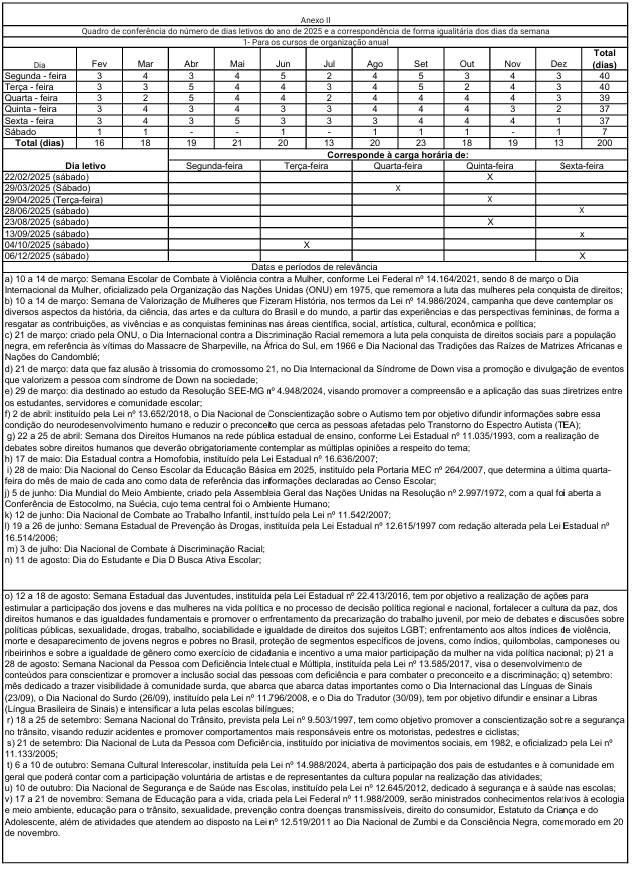 Anexo II
Quadro de conferência do número de dias letivos do ano de 2025 e a correspondência de forma igualitária dos dias da semana
1- Para os cursos de organização anual
Dia Fev Mar Abr Mai Jun Jul Ago Set Out Nov Dez Total (dias)
Segunda - feira 3 4 3 4 5 2 4 5 3 4 3 40
Terça - feira 3 3 5 4 4 3 4 5 2 4 3 40
Quarta - feira 3 2 5 4 4 2 4 4 4 4 3 39
Quinta - feira 3 4 3 4 3 3 4 4 4 3 2 37
Sexta - feira 3 4 3 5 3 3 3 4 4 4 1 37
Sábado 1 1 - - 1 - 1 1 1 - 1 7
Total (dias) 16 18 19 21 20 13 20 23 18 19 13 200
Dia letivo Corresponde à carga horária de:
Segunda-feira Terça-feira Quarta-feira Quinta-feira Sexta-feira
22/02/2025 (sábado) X
29/03/2025 (Sábado) x
29/04/2025 (Terça-feira) x
28/06/2025 (sábado) x
23/08/2025 (sábado) X
13/09/2025 (sábado) x
04/10/2025 (sábado) X
06/12/2025 (sábado) X
Datas e períodos de relevância
a) 10 a 14 de março: Semana Escolar de Combate à Violência contra a Mulher, conforme Lei Federal nº 14.164/2021, sendo 8 de março o Dia
Internacional da Mulher, oficializado pela Organização das Nações Unidas (ONU) em 1975, que rememora a luta das mulheres pela conquista de direitos;
b) 10 a 14 de março: Semana de Valorização de Mulheres que Fizeram História, nos termos da Lei nº 14.986/2024, campanha que deve contemplar os
diversos aspectos da história, da ciência, das artes e da cultura do Brasil e do mundo, a partir das experiências e das perspectivas femininas, de forma a
resgatar as contribuições, as vivências e as conquistas femininas nas áreas científica, social, artística, cultural, econômica e política;
c) 21 de março: criado pela ONU, o Dia Internacional contra a Discriminação Racial rememora a luta pela conquista de direitos sociais para a população
negra, em referência às vítimas do Massacre de Sharpeville, na África do Sul, em 1966 e Dia Nacional das Tradições das Raízes de Matrizes Africanas e
Nações do Candomblé;
d) 21 de março: data que faz alusão à trissomia do cromossomo 21, no Dia Internacional da Síndrome de Down visa a promoção e divulgação de eventos
que valorizem a pessoa com síndrome de Down na sociedade;
e) 29 de março: dia destinado ao estudo da Resolução SEE-MG nº 4.948/2024, visando promover a compreensão e a aplicação das suas diretrizes entre
os estudantes, servidores e comunidade escolar;
f) 2 de abril: instituído pela Lei nº 13.652/2018, o Dia Nacional de Conscientização sobre o Autismo tem por objetivo difundir informações sobre essa
condição do neurodesenvolvimento humano e reduzir o preconceito que cerca as pessoas afetadas pelo Transtorno do Espectro Autista (TEA);
g) 22 a 25 de abril: Semana dos Direitos Humanos na rede pública estadual de ensino, conforme Lei Estadual nº 11.035/1993, com a realização de
debates sobre direitos humanos que deverão obrigatoriamente contemplar as múltiplas opiniões a respeito do tema;
h) 17 de maio: Dia Estadual contra a Homofobia, instituído pela Lei nº 16.636/2007;
i) 28 de maio: Dia Nacional do Censo Escolar da Educação Básica em 2025, instituído pela Portaria MEC nº 264/2007, que determina a última quarta-
feira do mês de maio de cada ano como data de referência das informações declaradas ao Censo Escolar;
j) 5 de junho: Dia Mundial do Meio Ambiente, criado pela Assembleia Geral das Nações Unidas na Resolução nº 2.997/1972, com a qual foi aberta a
Conferência de Estocolmo, na Suécia, cujo tema central foi o Ambiente Humano;
k) 12 de junho: Dia Nacional de Combate ao Trabalho Infantil, instituído pela Lei nº 11.542/2007;
l) 19 a 26 de junho: Semana Estadual de Prevenção às Drogas, instituída pela Lei Estadual nº 12.615/1997 com redação alterada pela Lei Estadual nº
16.514/2006;
m) 3 de julho: Dia Nacional de Combate à Discriminação Racial;
n) 11 de agosto: Dia do Estudante e Dia D Busca Ativa Escolar;
o) 12 a 18 de agosto: Semana Estadual das Juventudes, instituída pela Lei Estadual nº 22.413/2016, tem por objetivo a realização de ações para
estimular a participação dos jovens e das mulheres na vida política e no processo de decisão política regional e nacional, fortalecer a cultura da paz, dos
direitos humanos e das igualdades fundamentais e promover o enfrentamento da precarização do trabalho juvenil, por meio de debates e discussões sobre
políticas públicas, sexualidade, drogas, trabalho, sociabilidade e igualdade de direitos dos sujeitos LGBT; enfrentamento aos altos índices de violência,
morte e desaparecimento de jovens negros e pobres no Brasil, proteção de segmentos específicos de jovens, como índios, quilombolas, camponeses ou
ribeirinhos e sobre a igualdade de gênero como exercício de cidadania e incentivo a uma maior participação da mulher na vida política nacional; p) 21 a
28 de agosto: Semana Nacional da Pessoa com Deficiência Intelectual e Múltipla, instituída pela Lei nº 13.585/2017, visa o desenvolvimento de
conteúdos para conscientizar e promover a inclusão social das pessoas com deficiência e para combater o preconceito e a discriminação; q) setembro:
mês dedicado a trazer visibilidade à comunidade surda, que abarca que abarca datas importantes como o Dia Internacional das Línguas de Sinais
(23/09), o Dia Nacional do Surdo (26/09), instituído pela Lei nº 11.796/2008, e o Dia do Tradutor (30/09), tem por objetivo difundir e ensinar a Libras
(Língua Brasileira de Sinais) e intensificar a luta pelas escolas bilíngues;
r) 18 a 25 de setembro: Semana Nacional do Trânsito, prevista pela Lei nº 9.503/1997, tem como objetivo promover a conscientização sobre a segurança
no trânsito, visando reduzir acidentes e promover comportamentos mais responsáveis entre os motoristas, pedestres e ciclistas;
s) 21 de setembro: Dia Nacional de Luta da Pessoa com Deficiência, instituído por iniciativa de movimentos sociais, em 1982, e oficializado pela Lei nº
11.133/2005;
t) 6 a 10 de outubro: Semana Cultural Interescolar, instituída pela Lei nº 14.988/2024, aberta à participação dos pais de estudantes e à comunidade em
geral que poderá contar com a participação voluntária de artistas e de representantes da cultura popular na realização das atividades;
u) 10 de outubro: Dia Nacional de Segurança e de Saúde nas Escolas, instituído pela Lei nº 12.645/2012, dedicado à segurança e à saúde nas escolas;
v) 17 a 21 de novembro: Semana de Educação para a vida, criada pela Lei Federal nº 11.988/2009, serão ministrados conhecimentos relativos à ecologia
e meio ambiente, educação para o trânsito, sexualidade, prevenção contra doenças transmissíveis, direito do consumidor, Estatuto da Criança e do
Adolescente, além de atividades que atendem ao disposto na Lei nº 12.519/2011 ao Dia Nacional de Zumbi e da Consciência Negra, comemorado em 20
de novembro.